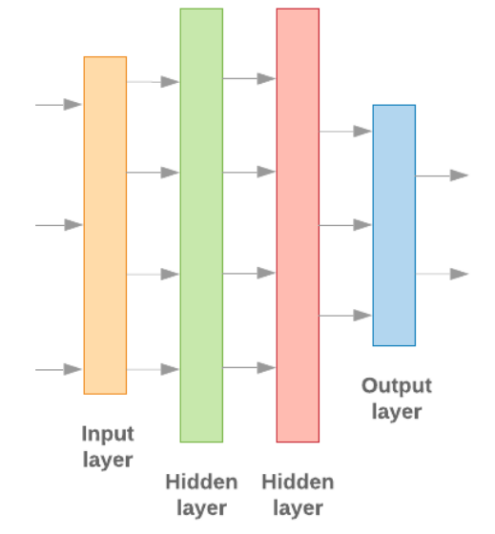 Input
layer
Hidden
layer
Hidden
layer
Output
layer